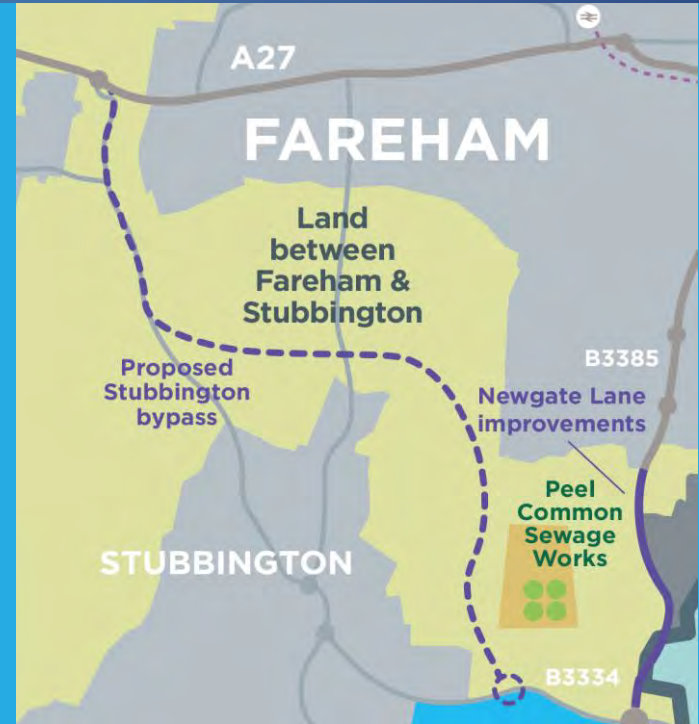 A27
FAREHAM
Land
between
Fareham &
Stubbington
B3385
Proposed
Stubbington
bypass
Newgate Lane
improvements
Peel
Common
Sewage
Works
STUBBINGTON
B3334